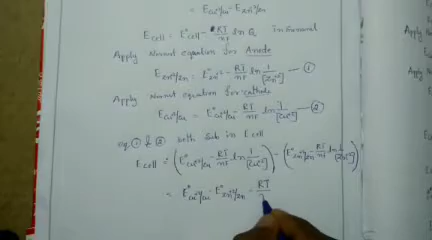 = E Cu²⁺/Cu - E Zn²⁺/Zn
E cell = E° cell - RT/nF ln Q in General
Apply Nernst equation for Anode
E Zn²⁺/Zn = E° Zn²⁺ - RT/nF ln 1/[Zn²⁺] — ①
Apply Nernst equation for cathode
E Cu²⁺/Cu = E° Cu²⁺/Cu - RT/nF ln 1/[Cu²⁺] — ②
eq ① & ② both sub in E cell
E cell = (E° Cu²⁺/Cu - RT/nF ln 1/[Cu²⁺]) - (E° Zn²⁺/Zn - RT/nF ln 1/[Zn²⁺])
= E° Cu²⁺/Cu - E° Zn²⁺/Zn - RT